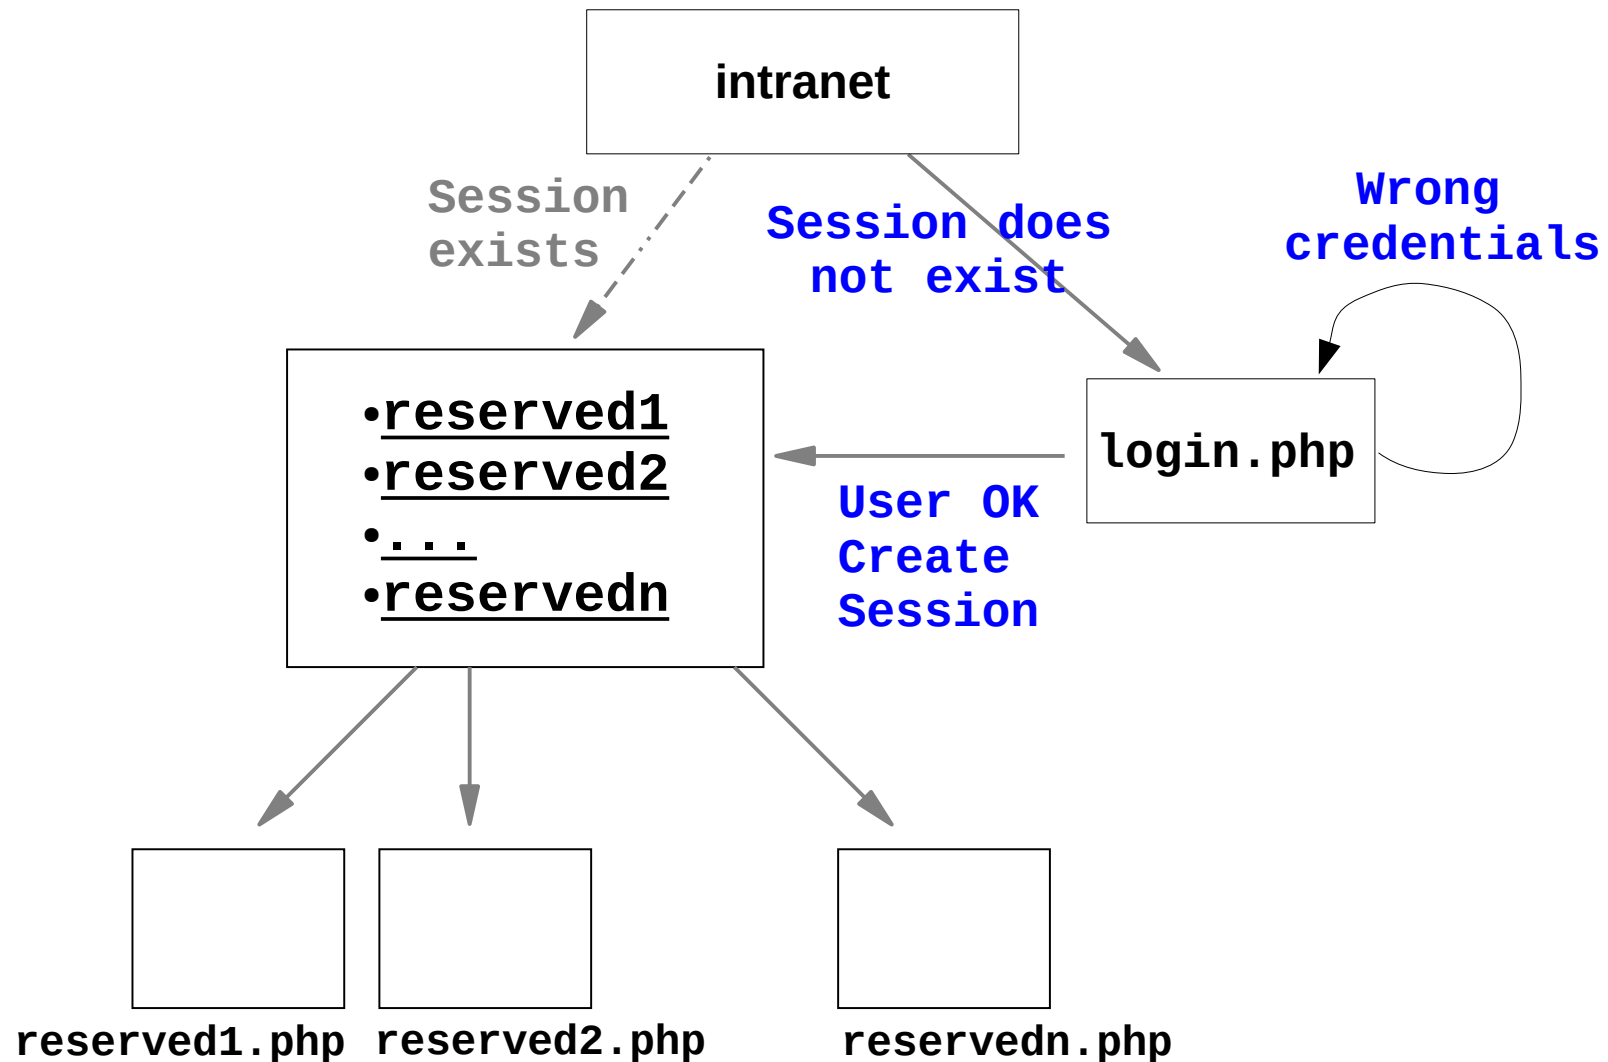 intranet
Session
exists
Session does
not exist
Wrong
credentials
•reserved1
•reserved2
•...
•reservedn
login.php
User OK
Create
Session
reserved1.php
reserved2.php
reservedn.php